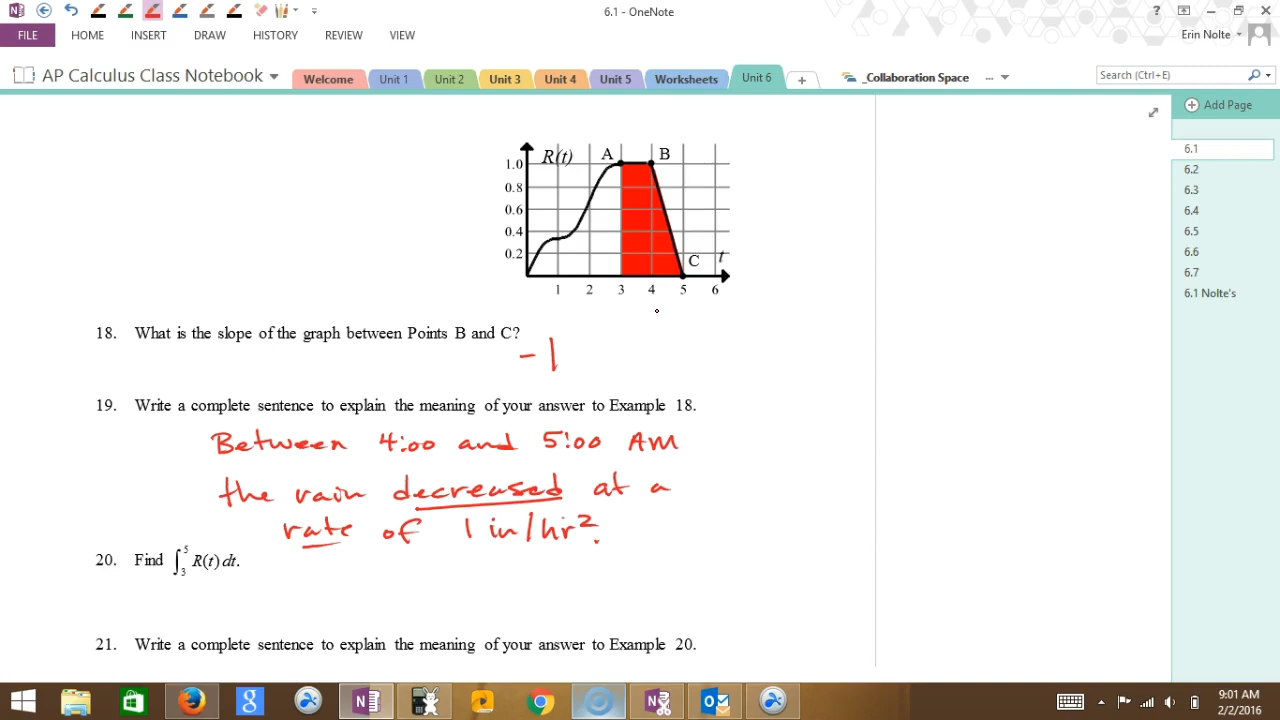 6.1 - OneNote
?
FILE HOME INSERT DRAW HISTORY REVIEW VIEW Erin Nolte
AP Calculus Class Notebook Welcome Unit 1 Unit 2 Unit 3 Unit 4 Unit 5 Worksheets Unit 6 + _Collaboration Space ... Search (Ctrl+E)
Add Page
6.1
6.2
6.3
6.4
6.5
6.6
6.7
6.1 Nolte's
R(t) A B
1.0
0.8
0.6
0.4
0.2
C t
1 2 3 4 5 6
18. What is the slope of the graph between Points B and C?
-1
19. Write a complete sentence to explain the meaning of your answer to Example 18.
Between 4:00 and 5:00 AM
the rain decreased at a
rate of 1 in/hr².
20. Find ∫₃⁵ R(t) dt.
21. Write a complete sentence to explain the meaning of your answer to Example 20.
9:01 AM
2/2/2016